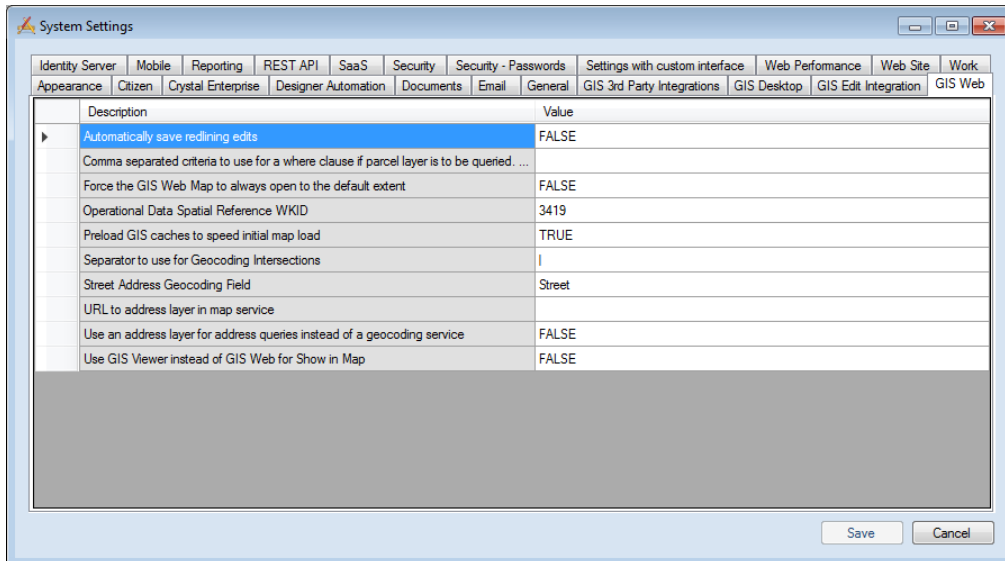 System Settings
Identity Server Mobile Reporting REST API SaaS Security Security - Passwords Settings with custom interface Web Performance Web Site Work
Appearance Citizen Crystal Enterprise Designer Automation Documents Email General GIS 3rd Party Integrations GIS Desktop GIS Edit Integration GIS Web
Description Value
Automatically save redlining edits FALSE
Comma separated criteria to use for a where clause if parcel layer is to be queried. ...
Force the GIS Web Map to always open to the default extent FALSE
Operational Data Spatial Reference WKID 3419
Preload GIS caches to speed initial map load TRUE
Separator to use for Geocoding Intersections |
Street Address Geocoding Field Street
URL to address layer in map service
Use an address layer for address queries instead of a geocoding service FALSE
Use GIS Viewer instead of GIS Web for Show in Map FALSE
Save Cancel